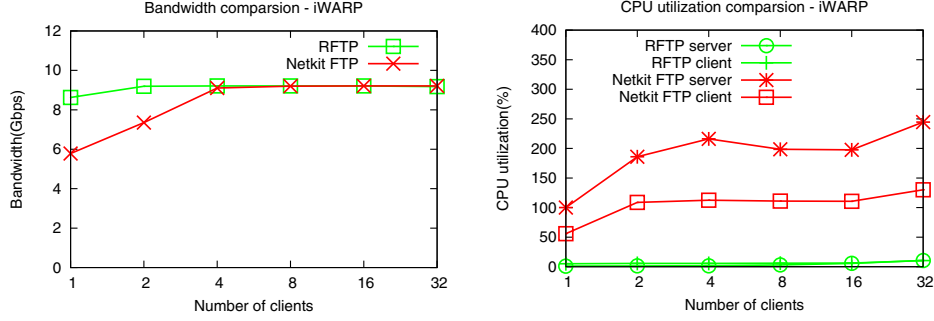 Bandwidth comparsion - iWARP
12
10
8
6
4
2
0
Bandwidth(Gbps)
RFTP
Netkit FTP
1 2 4 8 16 32
Number of clients
CPU utilization comparsion - iWARP
400
350
300
250
200
150
100
50
0
CPU utilization(%)
RFTP server
RFTP client
Netkit FTP server
Netkit FTP client
1 2 4 8 16 32
Number of clients